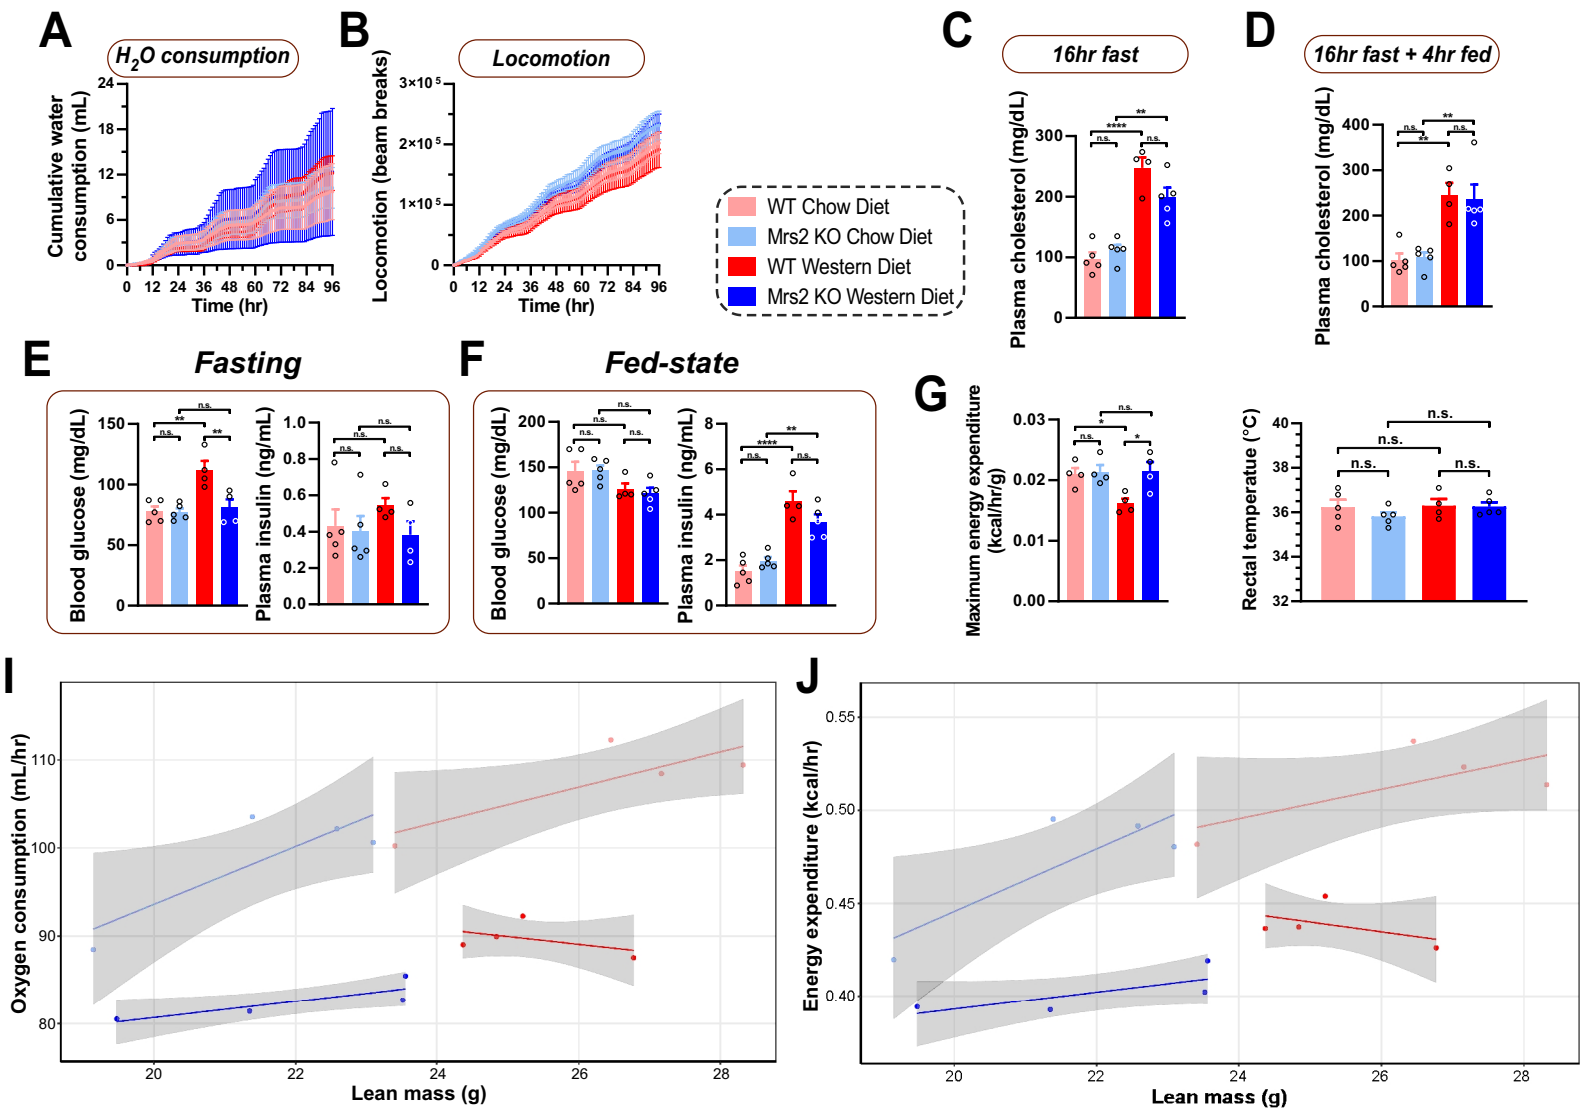 A
H2O consumption
Cumulative water
consumption (mL)
24
18
12
6
0
0 12 24 36 48 60 72 84 96
Time (hr)
B
Locomotion
Locomotion (beam breaks)
3×10 5
2×10 5
1×10 5
0
0 12 24 36 48 60 72 84 96
Time (hr)
WT Chow Diet
Mrs2 KO Chow Diet
WT Western Diet
Mrs2 KO Western Diet
C
16hr fast
Plasma cholesterol (mg/dL)
300
200
100
0
**
****
n.s. n.s.
D
16hr fast + 4hr fed
Plasma cholesterol (mg/dL)
400
300
200
100
0
**
n.s. n.s.
**
E
Fasting
Blood glucose (mg/dL)
150
100
50
0
n.s.
**
n.s. **
Plasma insulin (ng/mL)
1.0
0.8
0.6
0.4
0.2
0.0
n.s.
n.s.
n.s. n.s.
F
Fed-state
Blood glucose (mg/dL)
200
150
100
50
0
n.s.
n.s.
n.s. n.s.
Plasma insulin (ng/mL)
8
6
4
2
0
**
****
n.s. n.s.
G
Maximum energy expenditure
(kcal/hr/g)
0.03
0.02
0.01
0.00
n.s.
*
n.s. *
Rectal temperatue (°C)
40
38
36
34
32
n.s.
n.s.
n.s. n.s.
I
Oxygen consumption (mL/hr)
110
100
90
80
20 22 24 26 28
Lean mass (g)
J
Energy expenditure (kcal/hr)
0.55
0.50
0.45
0.40
20 22 24 26 28
Lean mass (g)